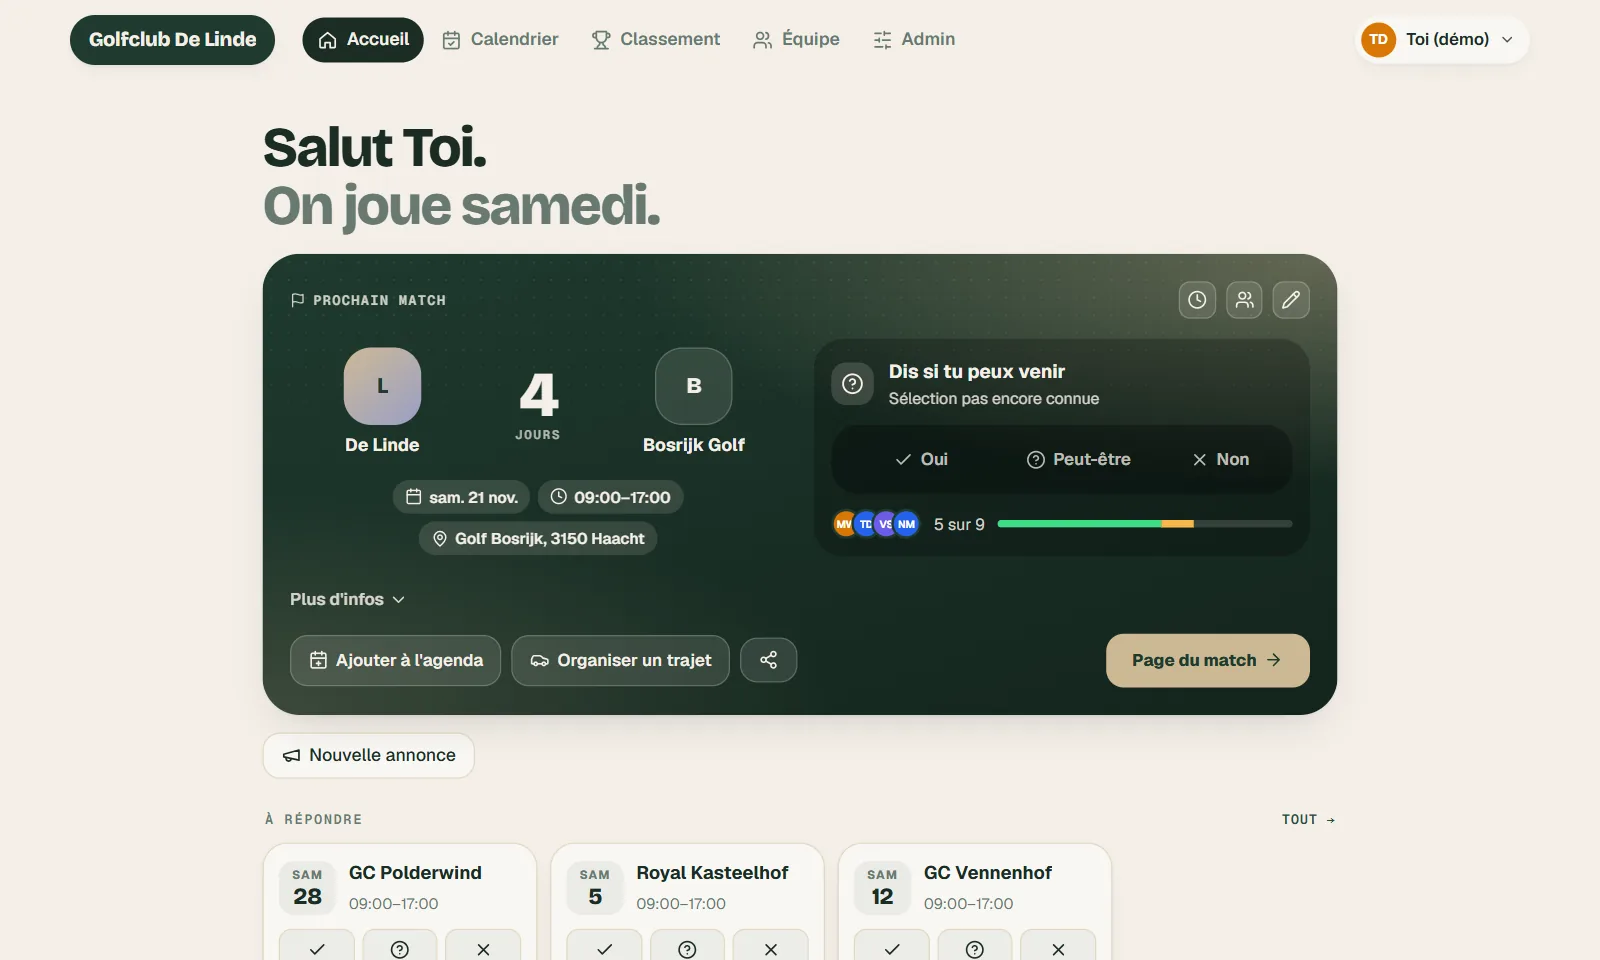 Golfclub De Linde
Accueil
Calendrier
Classement
Équipe
Admin
TD
Toi (démo)
Salut Toi.
On joue samedi.
PROCHAIN MATCH
L
De Linde
4
JOURS
B
Bosrijk Golf
sam. 21 nov.
09:00–17:00
Golf Bosrijk, 3150 Haacht
Dis si tu peux venir
Sélection pas encore connue
Oui
Peut-être
Non
VS
NM
5 sur 9
Plus d'infos
Ajouter à l'agenda
Organiser un trajet
Page du match →
Nouvelle annonce
À RÉPONDRE
TOUT →
SAM
28
GC Polderwind
09:00–17:00
SAM
5
Royal Kasteelhof
09:00–17:00
SAM
12
GC Vennenhof
09:00–17:00